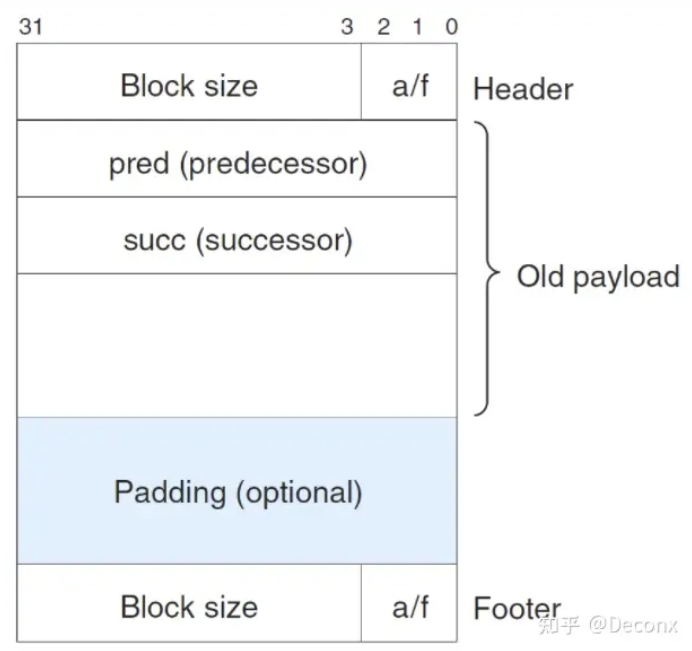 31 3 2 1 0
Block size a/f Header
pred (predecessor)
succ (successor)
Old payload
Padding (optional)
Block size a/f Footer
知乎 @Deconx